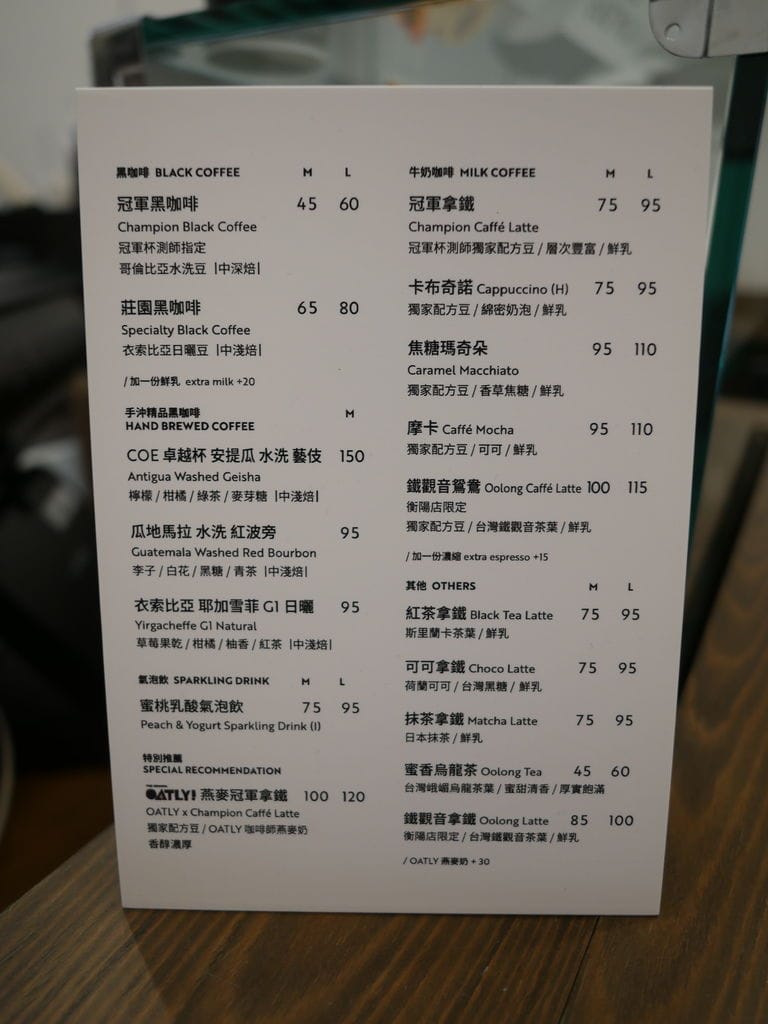 黑咖啡 BLACK COFFEE M L
冠軍黑咖啡 45 60
Champion Black Coffee
冠軍杯測師指定
哥倫比亞水洗豆 |中深焙|
莊園黑咖啡 65 80
Specialty Black Coffee
衣索比亞日曬豆 |中淺焙|
/加一份鮮乳 extra milk +20
手沖精品黑咖啡
HAND BREWED COFFEE M
COE 卓越杯 安提瓜 水洗 藝伎 150
Antigua Washed Geisha
檸檬 / 柑橘 / 綠茶 / 麥芽糖 |中淺焙|
瓜地馬拉 水洗 紅波旁 95
Guatemala Washed Red Bourbon
李子 / 白花 / 黑糖 / 青茶 |中淺焙|
衣索比亞 耶加雪菲 G1 日曬 95
Yirgacheffe G1 Natural
草莓果乾 / 柑橘 / 柚香 / 紅茶 |中淺焙|
氣泡飲 SPARKLING DRINK M L
蜜桃乳酸氣泡飲 75 95
Peach & Yogurt Sparkling Drink (I)
特別推薦
SPECIAL RECOMMENDATION
OATLY! 燕麥冠軍拿鐵 100 120
OATLY x Champion Caffé Latte
獨家配方豆 / OATLY 咖啡師燕麥奶
香醇濃厚
牛奶咖啡 MILK COFFEE M L
冠軍拿鐵 75 95
Champion Caffé Latte
冠軍杯測師獨家配方豆 / 層次豐富 / 鮮乳
卡布奇諾 Cappuccino (H) 75 95
獨家配方豆 / 綿密奶泡 / 鮮乳
焦糖瑪奇朵 95 110
Caramel Macchiato
獨家配方豆 / 香草焦糖 / 鮮乳
摩卡 Caffé Mocha 95 110
獨家配方豆 / 可可 / 鮮乳
鐵觀音鴛鴦 Oolong Caffé Latte 100 115
衡陽店限定
獨家配方豆 / 台灣鐵觀音茶葉 / 鮮乳
/加一份濃縮 extra espresso +15
其他 OTHERS M L
紅茶拿鐵 Black Tea Latte 75 95
斯里蘭卡茶葉 / 鮮乳
可可拿鐵 Choco Latte 75 95
荷蘭可可 / 台灣黑糖 / 鮮乳
抹茶拿鐵 Matcha Latte 75 95
日本抹茶 / 鮮乳
蜜香烏龍茶 Oolong Tea 45 60
台灣峨嵋烏龍茶葉 / 蜜甜清香 / 厚實飽滿
鐵觀音拿鐵 Oolong Latte 85 100
衡陽店限定 / 台灣鐵觀音茶葉 / 鮮乳
/ OATLY 燕麥奶 + 30